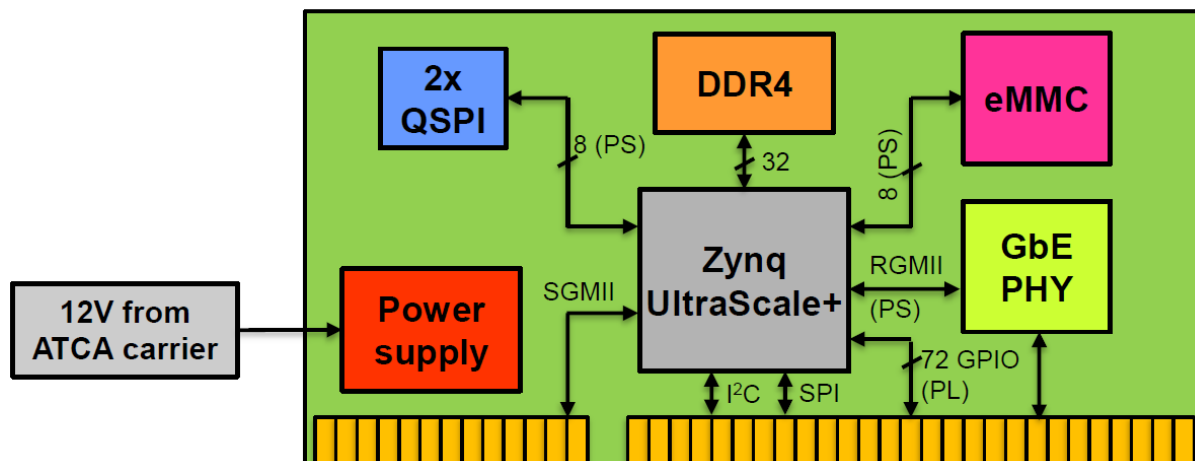 2x
QSPI
DDR4
eMMC
8 (PS)
32
8 (PS)
Zynq
UltraScale+
GbE
PHY
RGMII
(PS)
SGMII
12V from
ATCA carrier
Power
supply
I²C
SPI
72 GPIO
(PL)